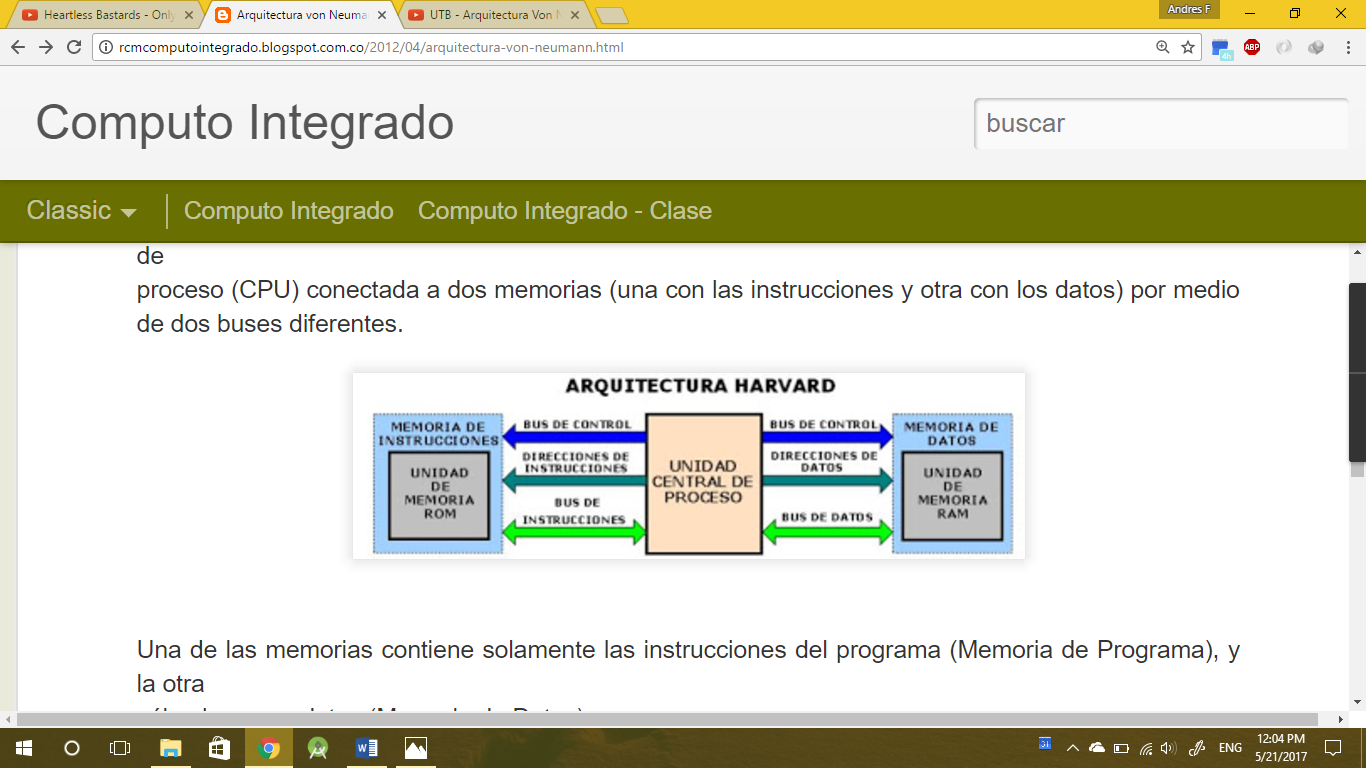 Heartless Bastards - Only
Arquitectura von Neuman
UTB - Arquitectura Von N
Andres F
rcmcomputointegrado.blogspot.com.co/2012/04/arquitectura-von-neumann.html
4h
ABP
Computo Integrado
buscar
Classic
Computo Integrado
Computo Integrado - Clase
de
proceso (CPU) conectada a dos memorias (una con las instrucciones y otra con los datos) por medio
de dos buses diferentes.
ARQUITECTURA HARVARD
MEMORIA DE
INSTRUCCIONES
UNIDAD
DE
MEMORIA
ROM
BUS DE CONTROL
DIRECCIONES DE
INSTRUCCIONES
BUS DE
INSTRUCCIONES
UNIDAD
CENTRAL DE
PROCESO
BUS DE CONTROL
DIRECCIONES DE
DATOS
BUS DE DATOS
MEMORIA DE
DATOS
UNIDAD
DE
MEMORIA
RAM
Una de las memorias contiene solamente las instrucciones del programa (Memoria de Programa), y
la otra
31
ENG
12:04 PM
5/21/2017